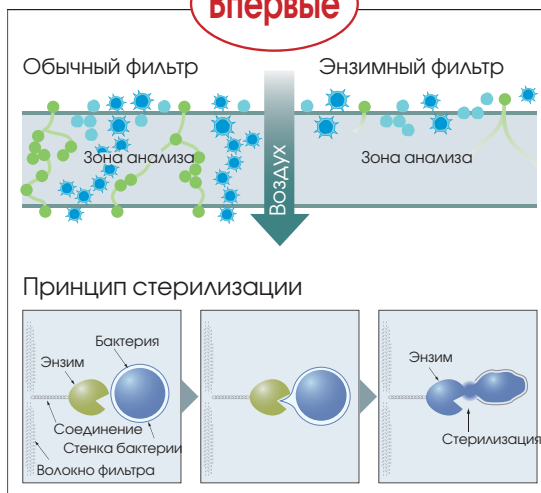 Впервые
Обычный фильтр
Энзимный фильтр
Зона анализа
Зона анализа
Воздух
Принцип стерилизации
Бактерия
Энзим
Соединение
Стенка бактерии
Волокно фильтра
Энзим
Стерилизация